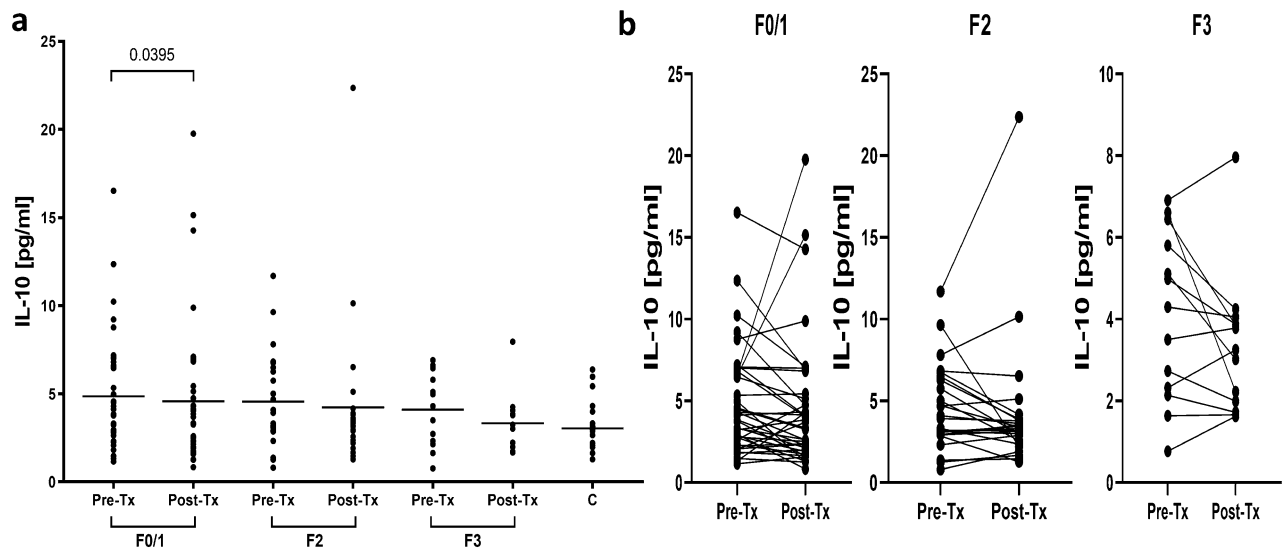 a
0.0395
IL-10 [pg/ml]
25
20
15
10
5
0
Pre-Tx Post-Tx Pre-Tx Post-Tx Pre-Tx Post-Tx C
F0/1 F2 F3
b
F0/1
IL-10 [pg/ml]
25
20
15
10
5
0
Pre-Tx Post-Tx
F2
IL-10 [pg/ml]
25
20
15
10
5
0
Pre-Tx Post-Tx
F3
IL-10 [pg/ml]
10
8
6
4
2
0
Pre-Tx Post-Tx